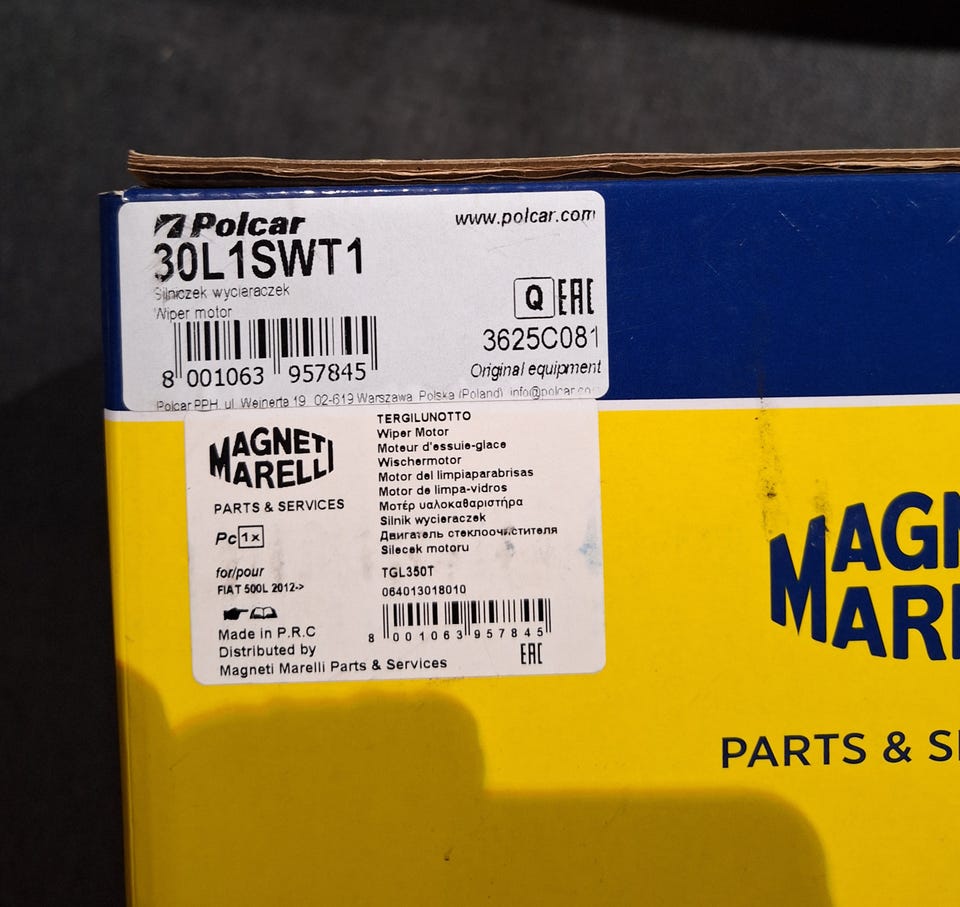 Polcar
www.polcar.com
30L1SWT1
Silniczek wycieraczek
Wiper motor
Q EAC
3625C081
8 001063 957845
Original equipment
Polcar PPH, ul. Weinerta 19, 02-619 Warszawa, Polska (Poland)
MAGNETI
MARELLI
PARTS & SERVICES
Pc 1x
for/pour
FIAT 500L 2012->
Made in P.R.C
Distributed by
Magneti Marelli Parts & Services
TERGILUNOTTO
Wiper Motor
Moteur d'essuie-glace
Wischermotor
Motor del limpiaparabrisas
Motor de limpa-vidros
Μοτέρ υαλοκαθαριστήρα
Silnik wycieraczek
Двигатель стеклоочистителя
Silecek motoru
TGL350T
064013018010
8 001063 957845
EAC
MAGN
MARE
PARTS & S